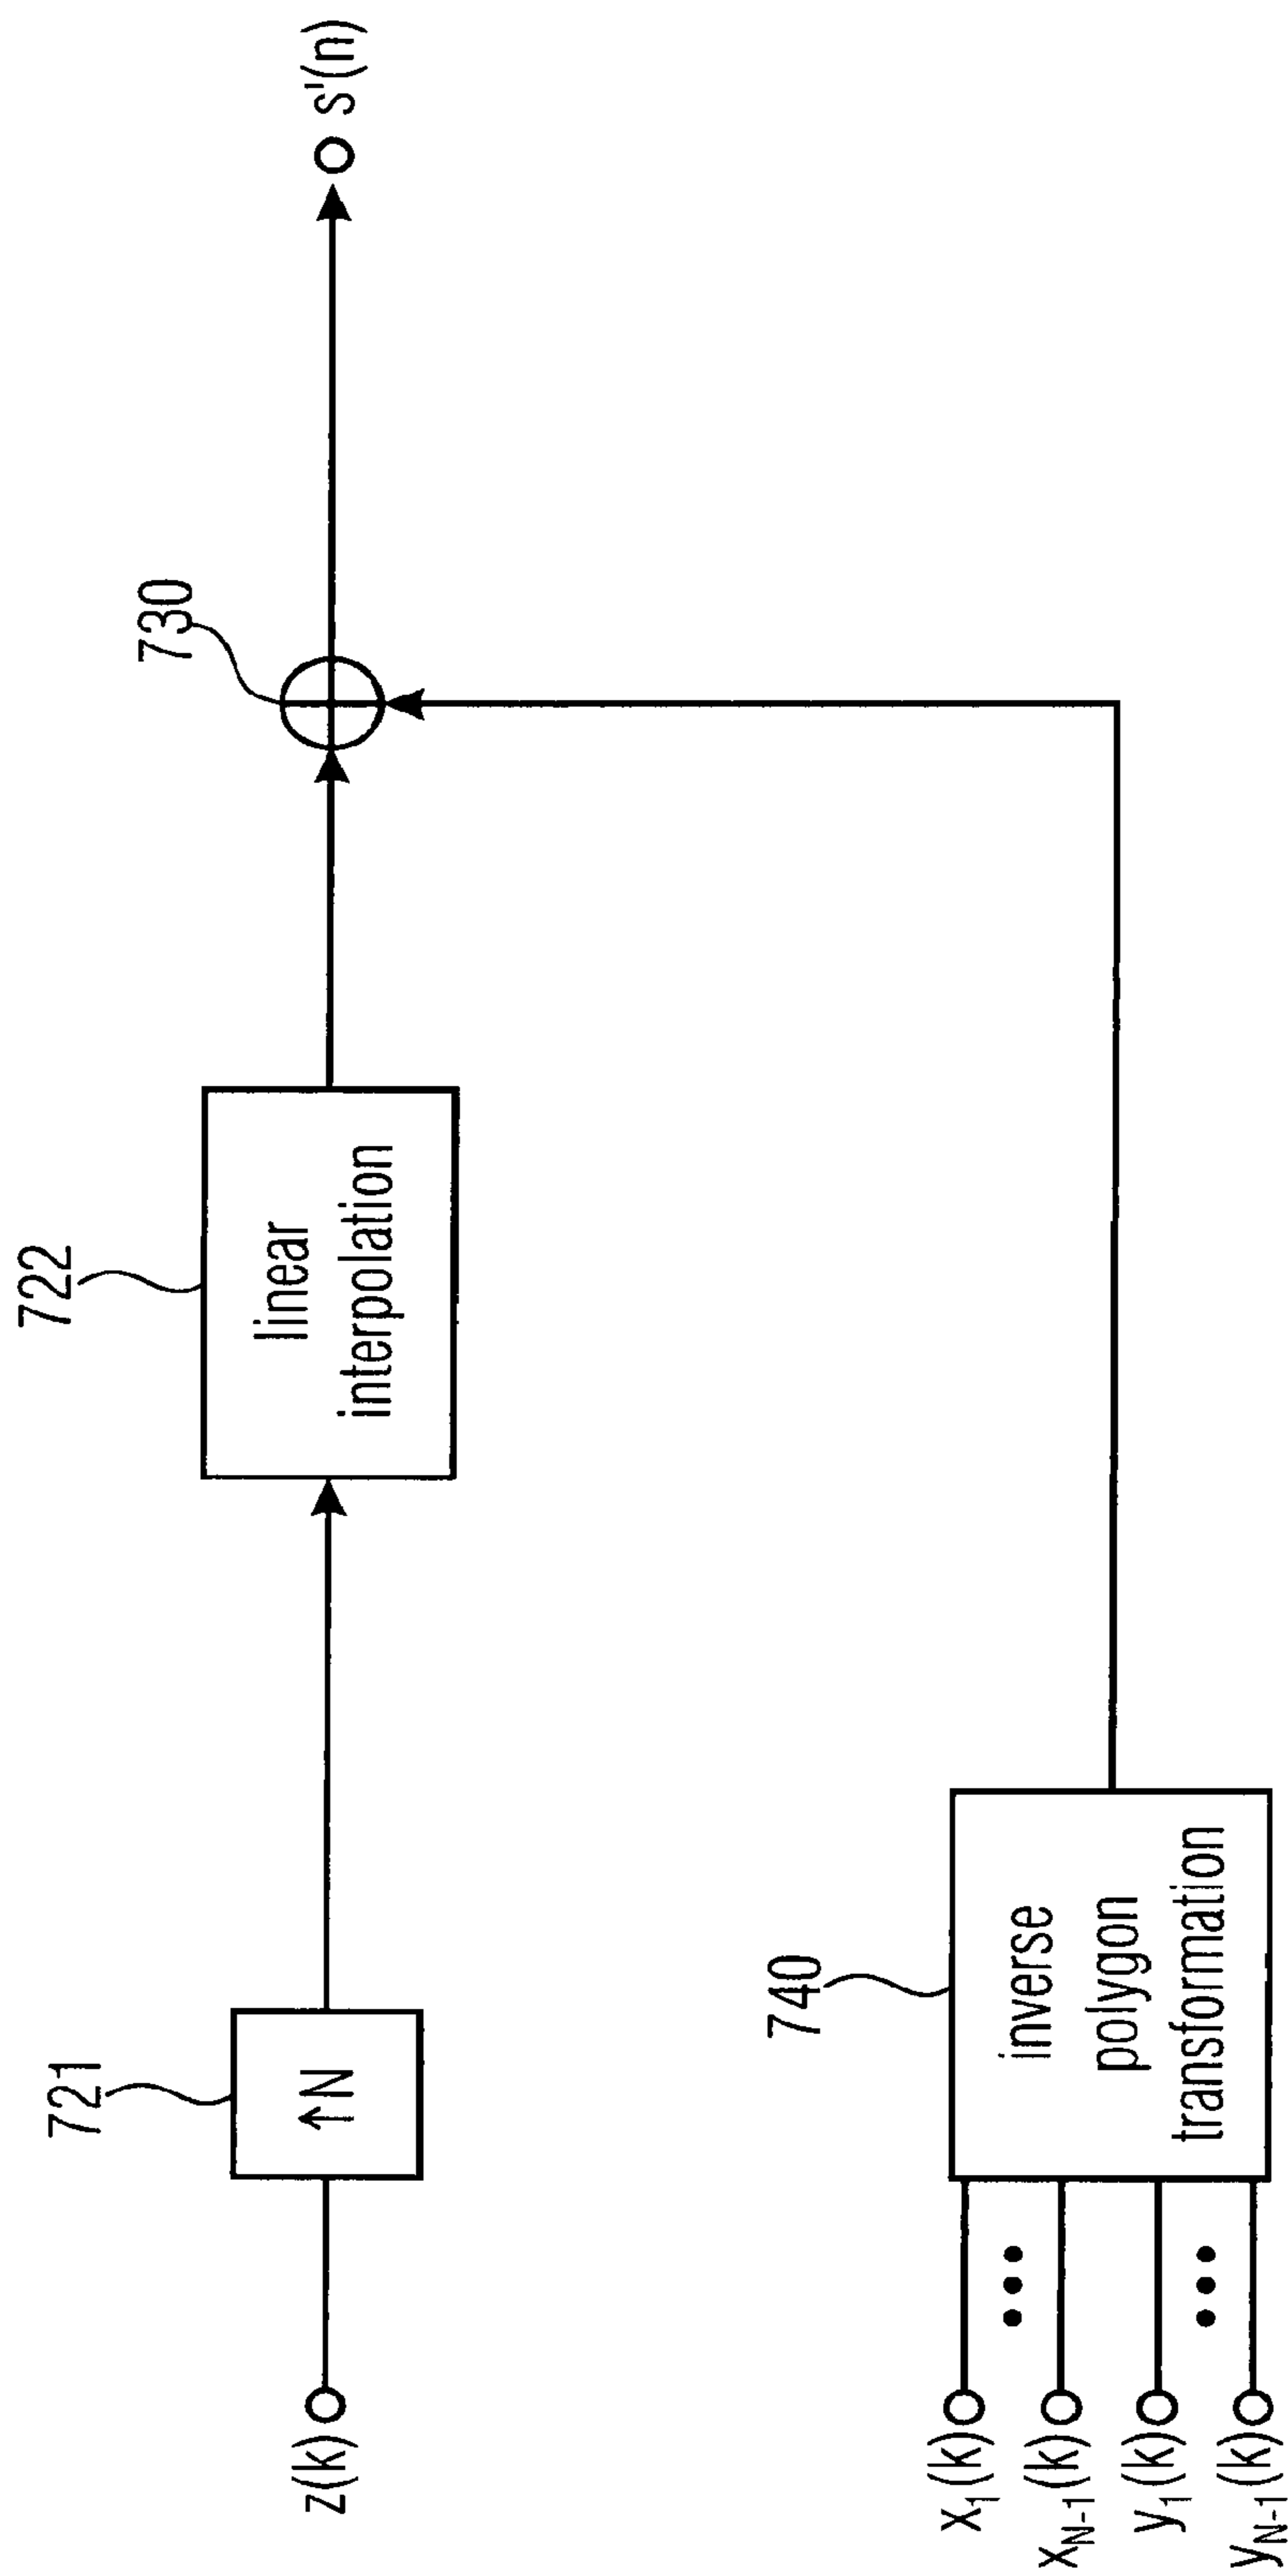 721
722
730
z(k)
↑N
linear
interpolation
s'(n)
740
x₁(k)
xN-1(k)
y₁(k)
yN-1(k)
inverse
polygon
transformation